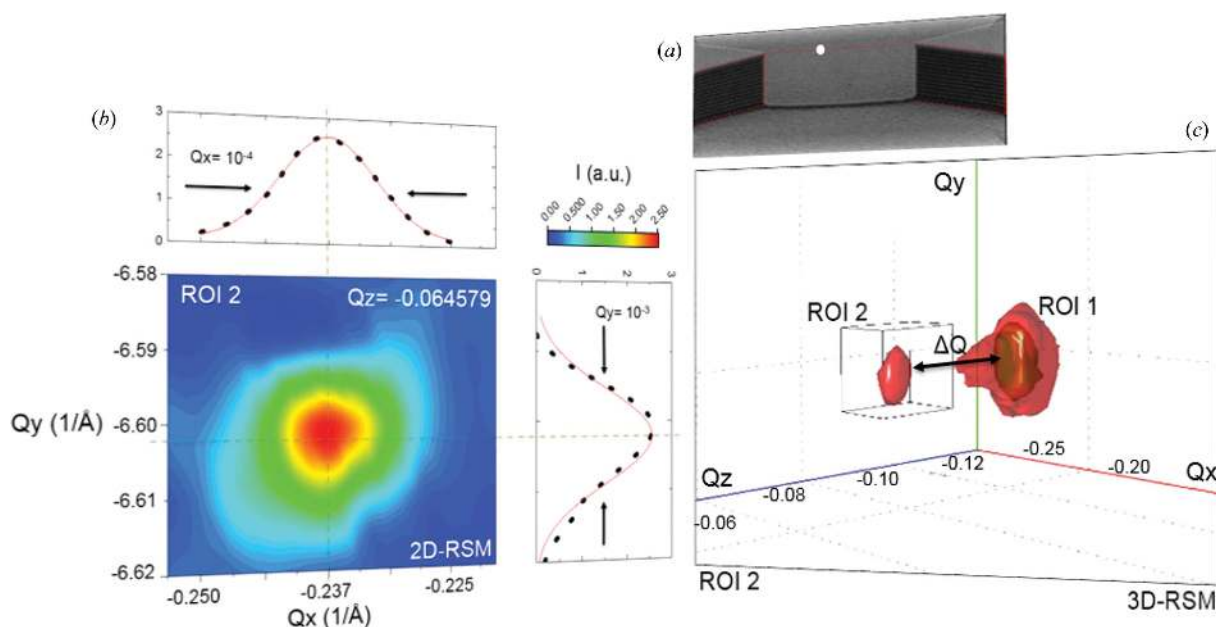 (a)
(b)
3
2
1
0
Qx= 10-4
I (a.u.)
0.00 0.500 1.00 1.50 2.00 2.50
-6.58
-6.59
-6.60
-6.61
-6.62
Qy (1/Å)
ROI 2
Qz= -0.064579
2D-RSM
-0.250
-0.237
-0.225
Qx (1/Å)
0 1 2 3
Qy= 10-3
(c)
Qy
ROI 2
ROI 1
ΔQ
Qz
-0.06
-0.08
-0.10
-0.12
-0.25
-0.20
Qx
ROI 2
3D-RSM